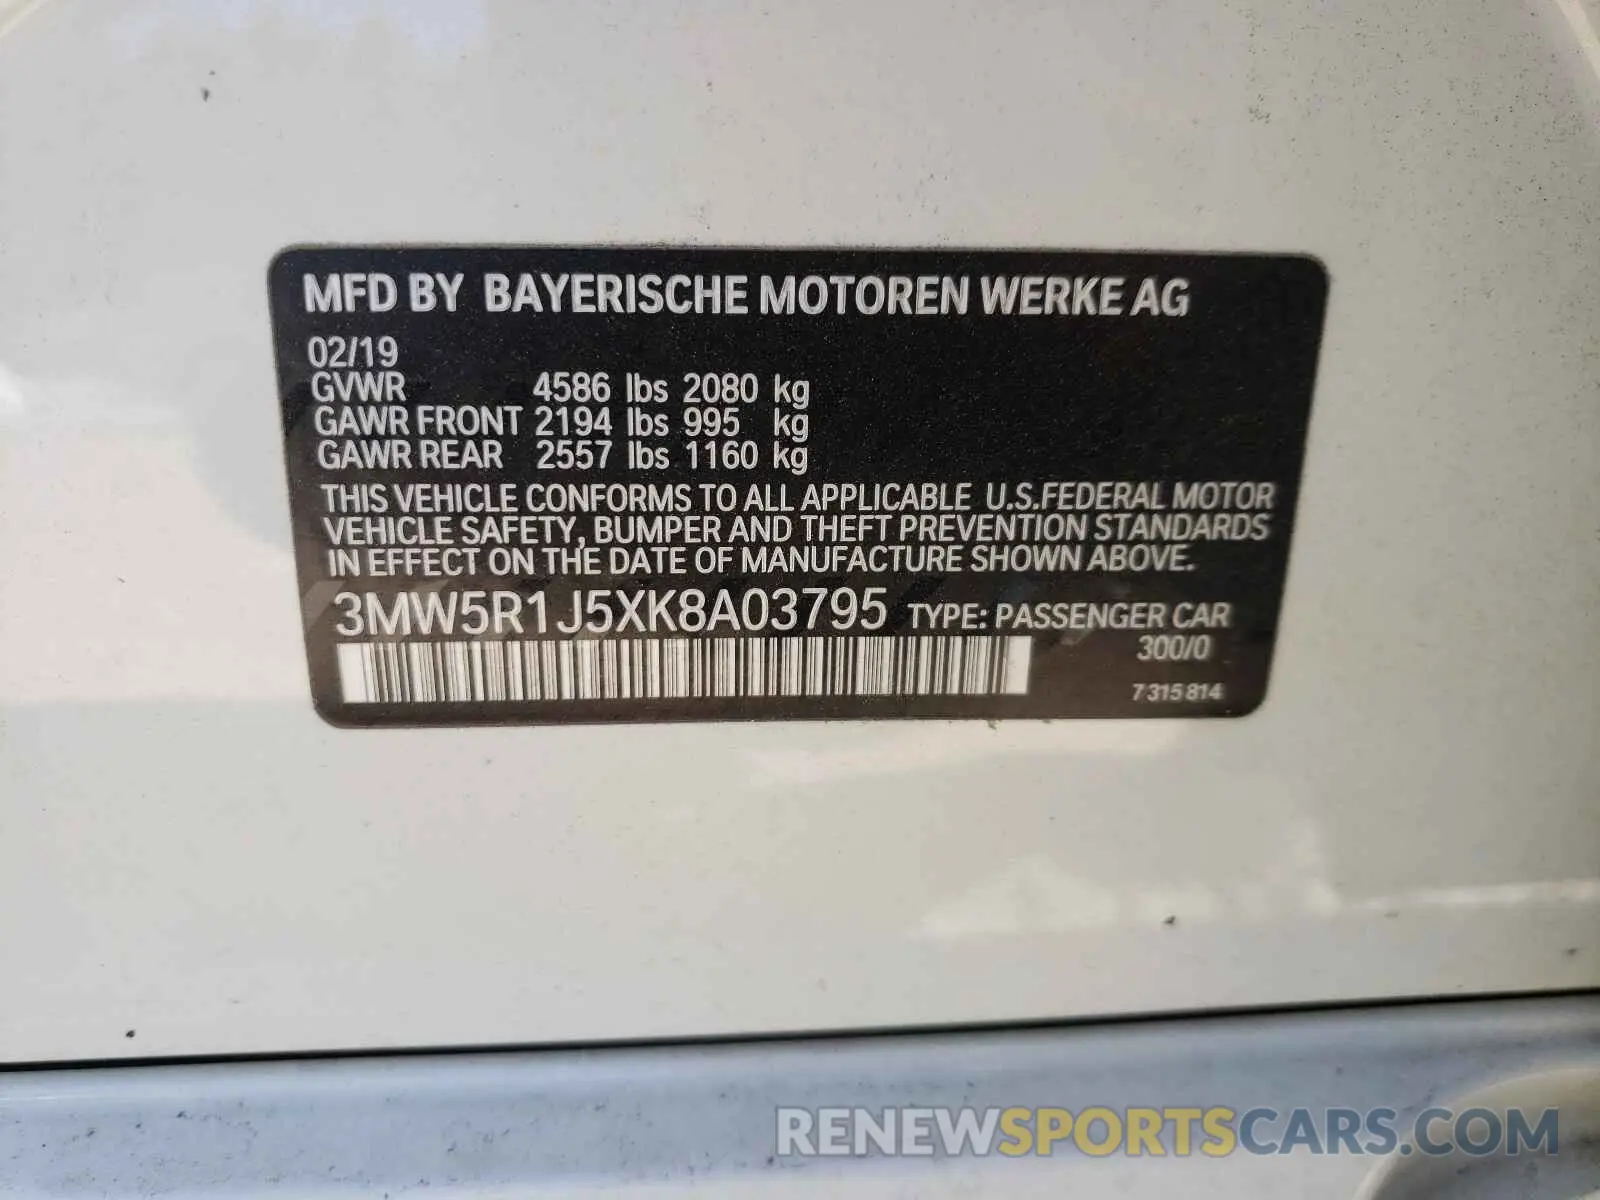 MFD BY BAYERISCHE MOTOREN WERKE AG
02/19
GVWR 4586 lbs 2080 kg
GAWR FRONT 2194 lbs 995 kg
GAWR REAR 2557 lbs 1160 kg
THIS VEHICLE CONFORMS TO ALL APPLICABLE U.S.FEDERAL MOTOR
VEHICLE SAFETY, BUMPER AND THEFT PREVENTION STANDARDS
IN EFFECT ON THE DATE OF MANUFACTURE SHOWN ABOVE.
3MW5R1J5XK8A03795 TYPE: PASSENGER CAR
300/0
7 315 814
RENEWSPORTSCARS.COM